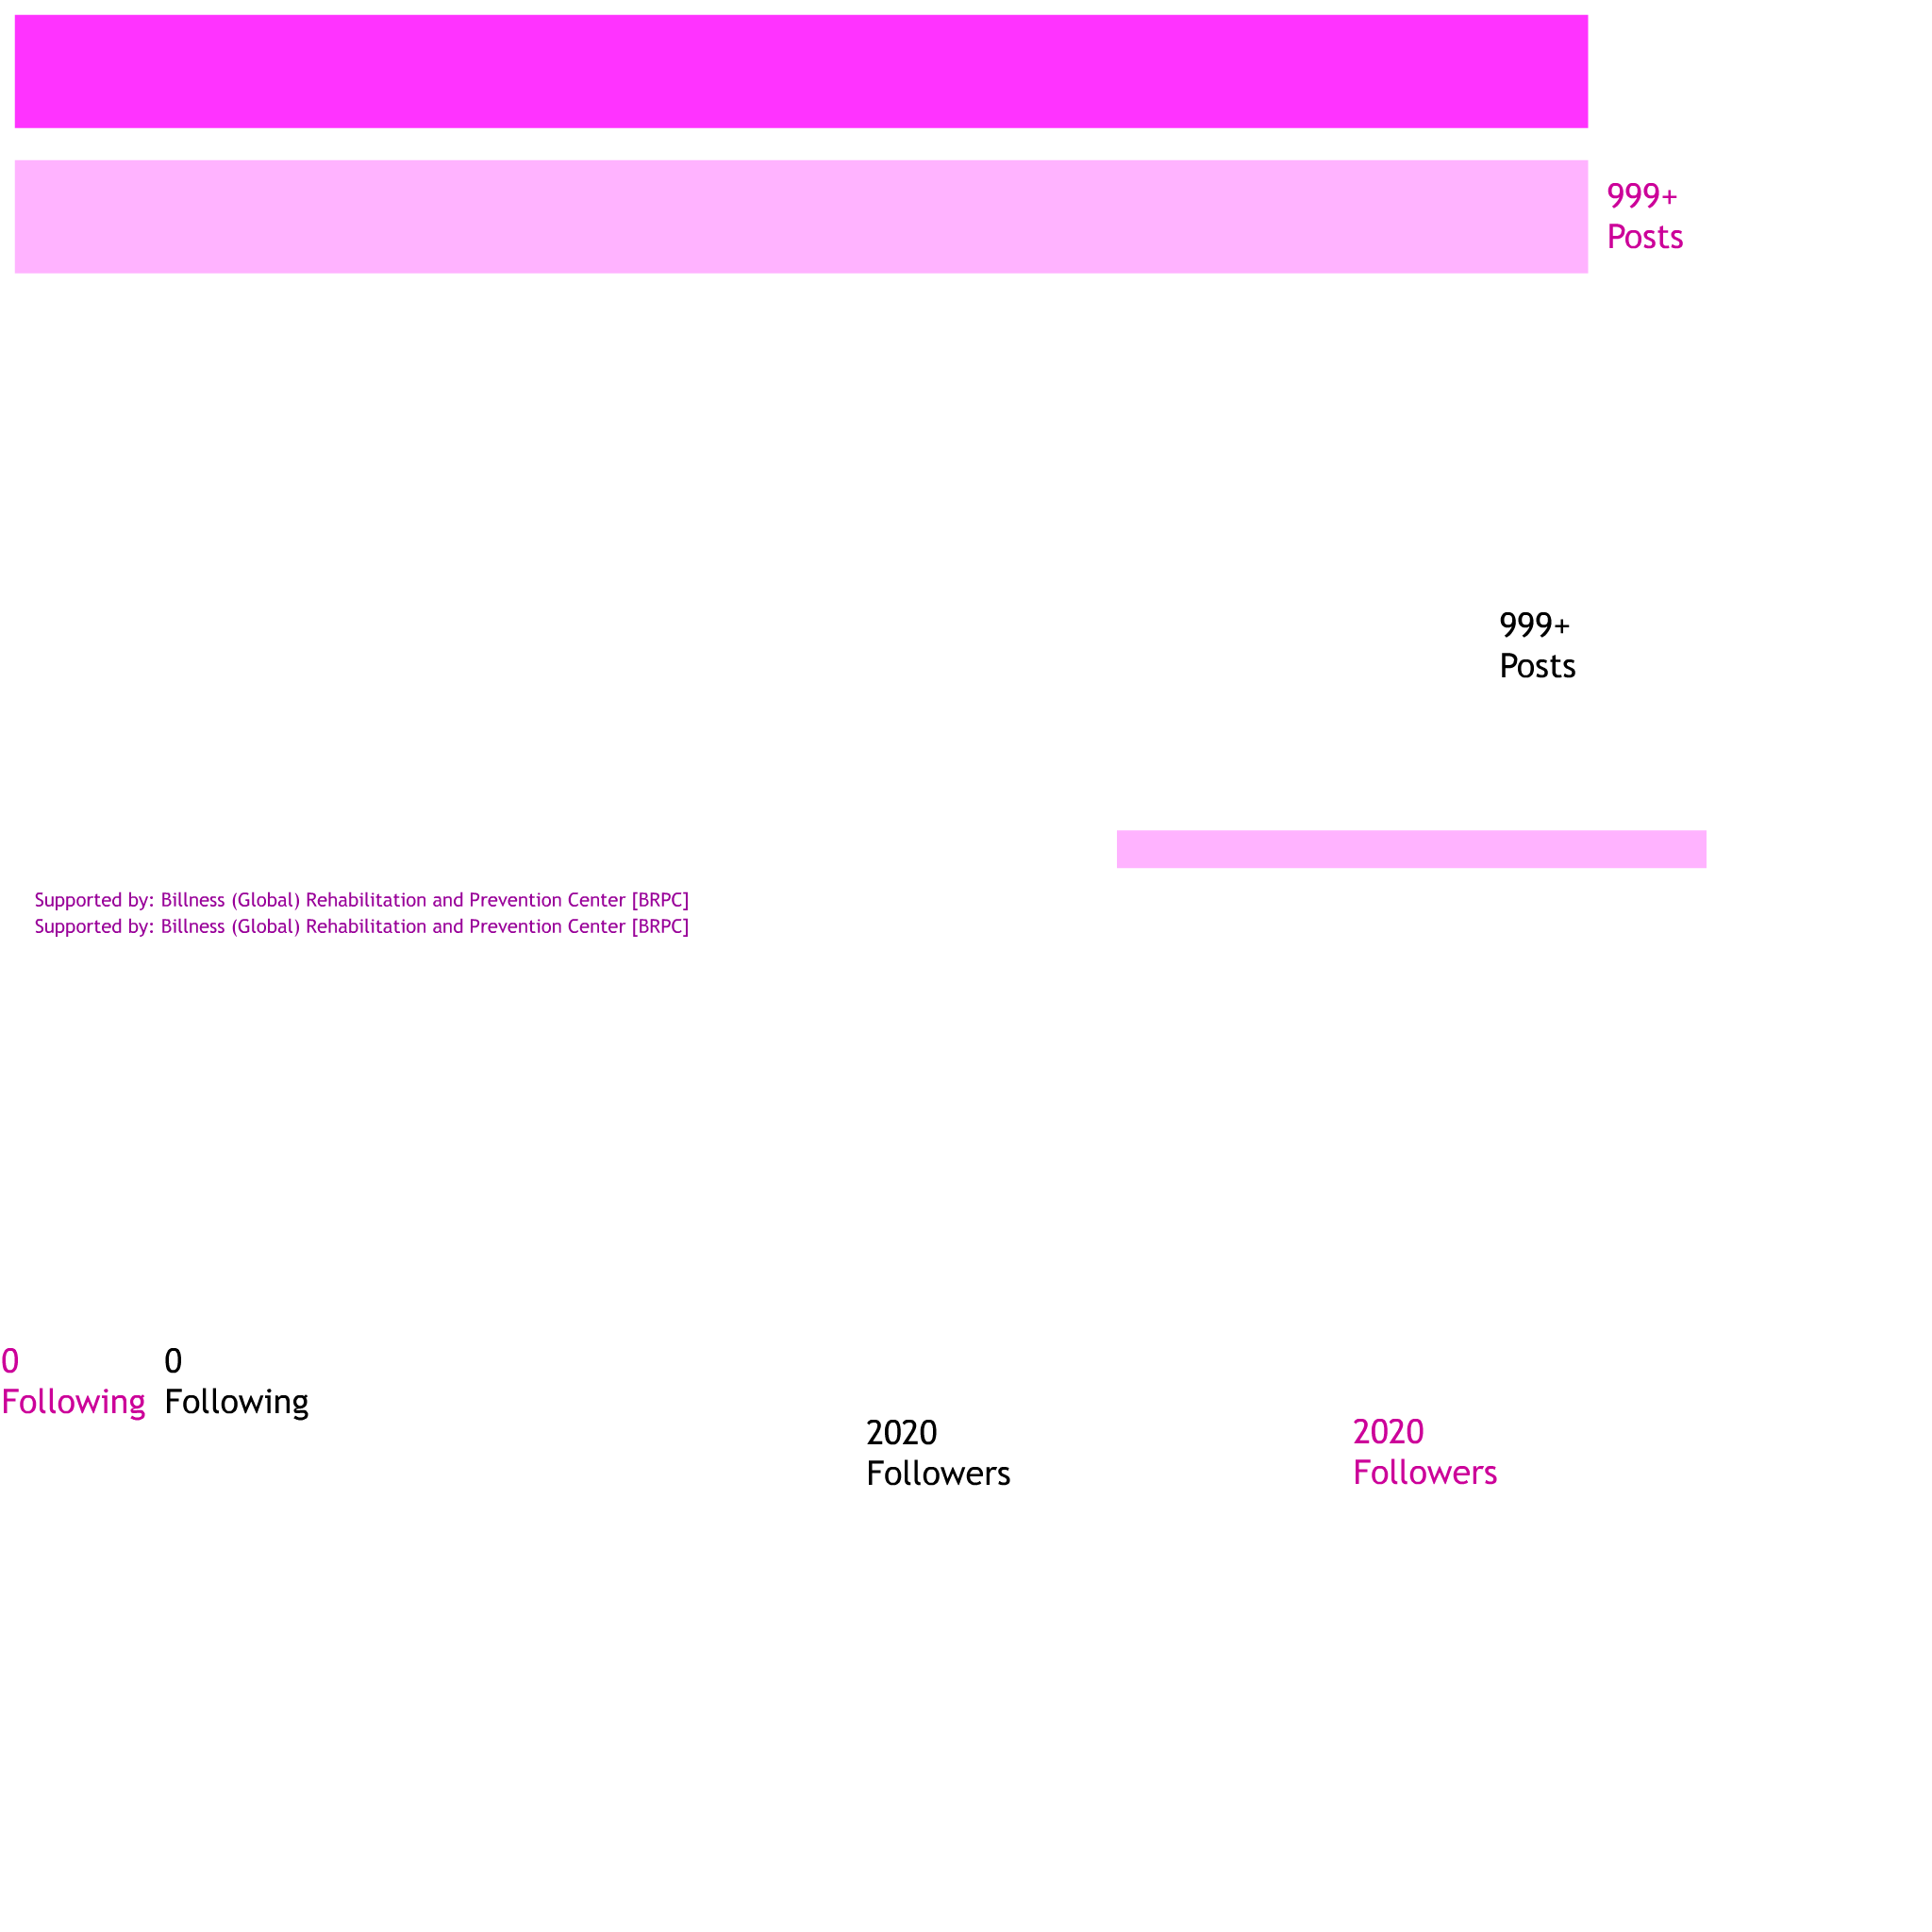 999+
Posts
999+
Posts
Supported by: Billness (Global) Rehabilitation and Prevention Center [BRPC]
Supported by: Billness (Global) Rehabilitation and Prevention Center [BRPC]
0
Following
0
Following
2020
Followers
2020
Followers